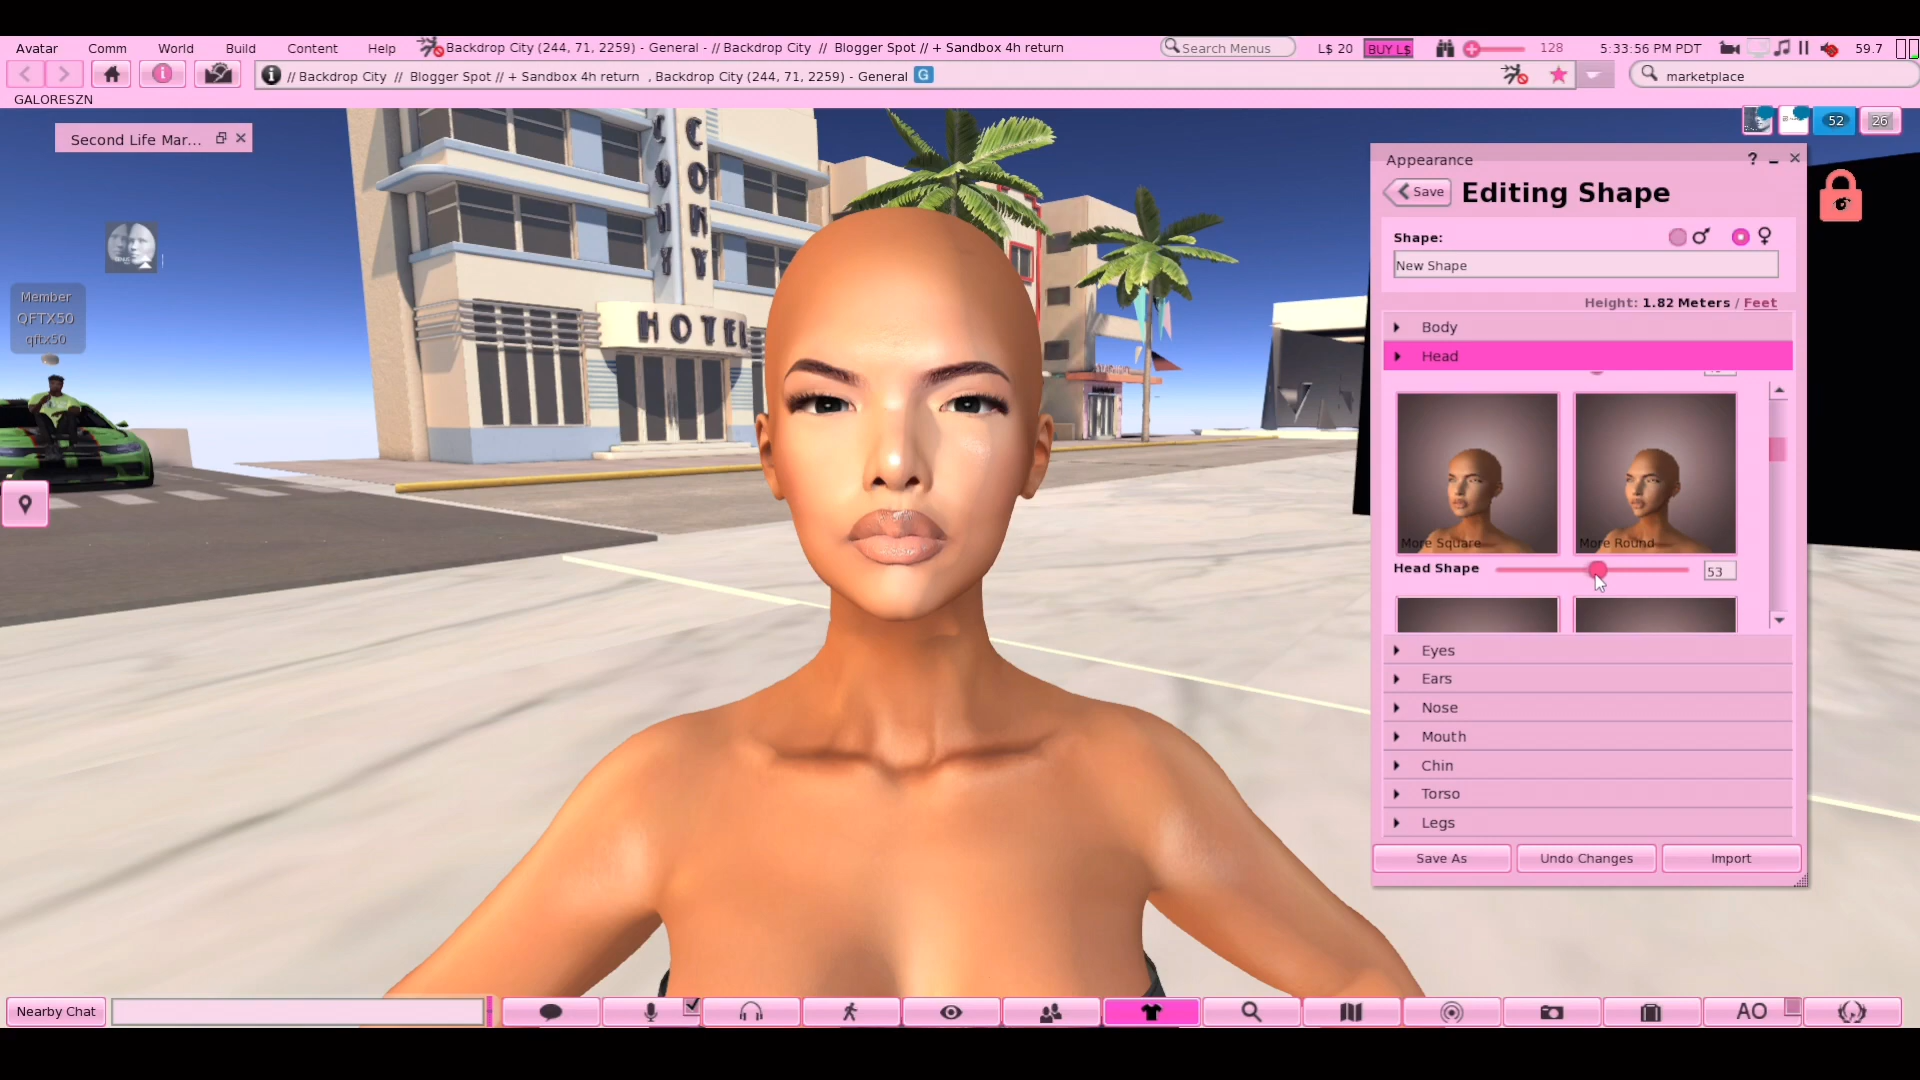 Avatar Comm World Build Content Help Backdrop City (244, 71, 2259) - General - // Backdrop City // Blogger Spot // + Sandbox 4h return Search Menus L$ 20 BUY L$ 128 5:33:56 PM PDT 59.7
// Backdrop City // Blogger Spot // + Sandbox 4h return , Backdrop City (244, 71, 2259) - General G marketplace
GALORESZN
52 26
Second Life Mar...
CONY
CONY
HOTEL
Member
QFTX50
qftx50
Appearance ?
Save Editing Shape
Shape:
New Shape
Height: 1.82 Meters / Feet
Body
Head
More Square More Round
Head Shape 53
Eyes
Ears
Nose
Mouth
Chin
Torso
Legs
Save As Undo Changes Import
Nearby Chat AO